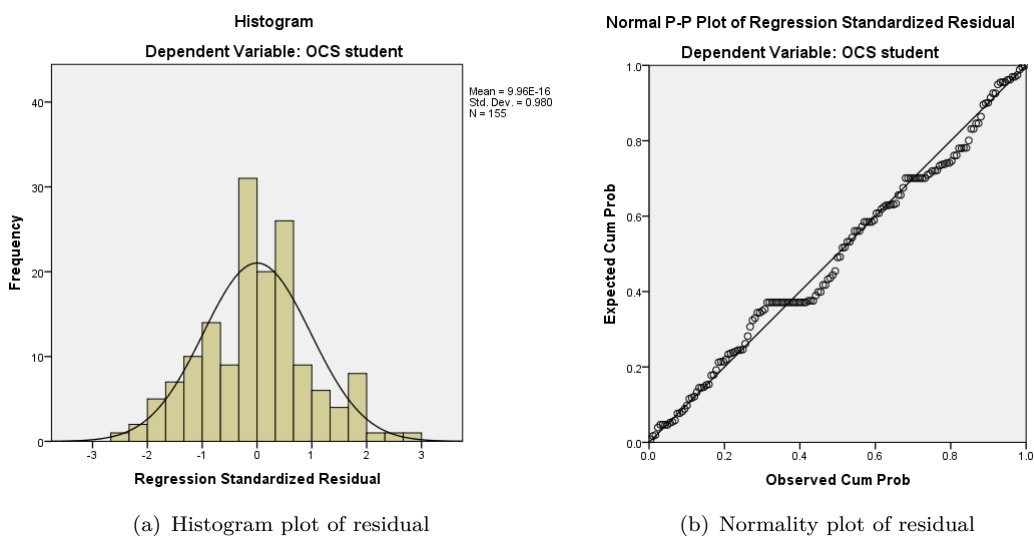 Histogram
Dependent Variable: OCS student
Mean = 9.96E-16
Std. Dev. = 0.980
N = 155
40
30
20
10
0
Frequency
-3 -2 -1 0 1 2 3
Regression Standardized Residual
(a) Histogram plot of residual
Normal P-P Plot of Regression Standardized Residual
Dependent Variable: OCS student
1.0
0.8
0.6
0.4
0.2
0.0
Expected Cum Prob
0.0 0.2 0.4 0.6 0.8 1.0
Observed Cum Prob
(b) Normality plot of residual